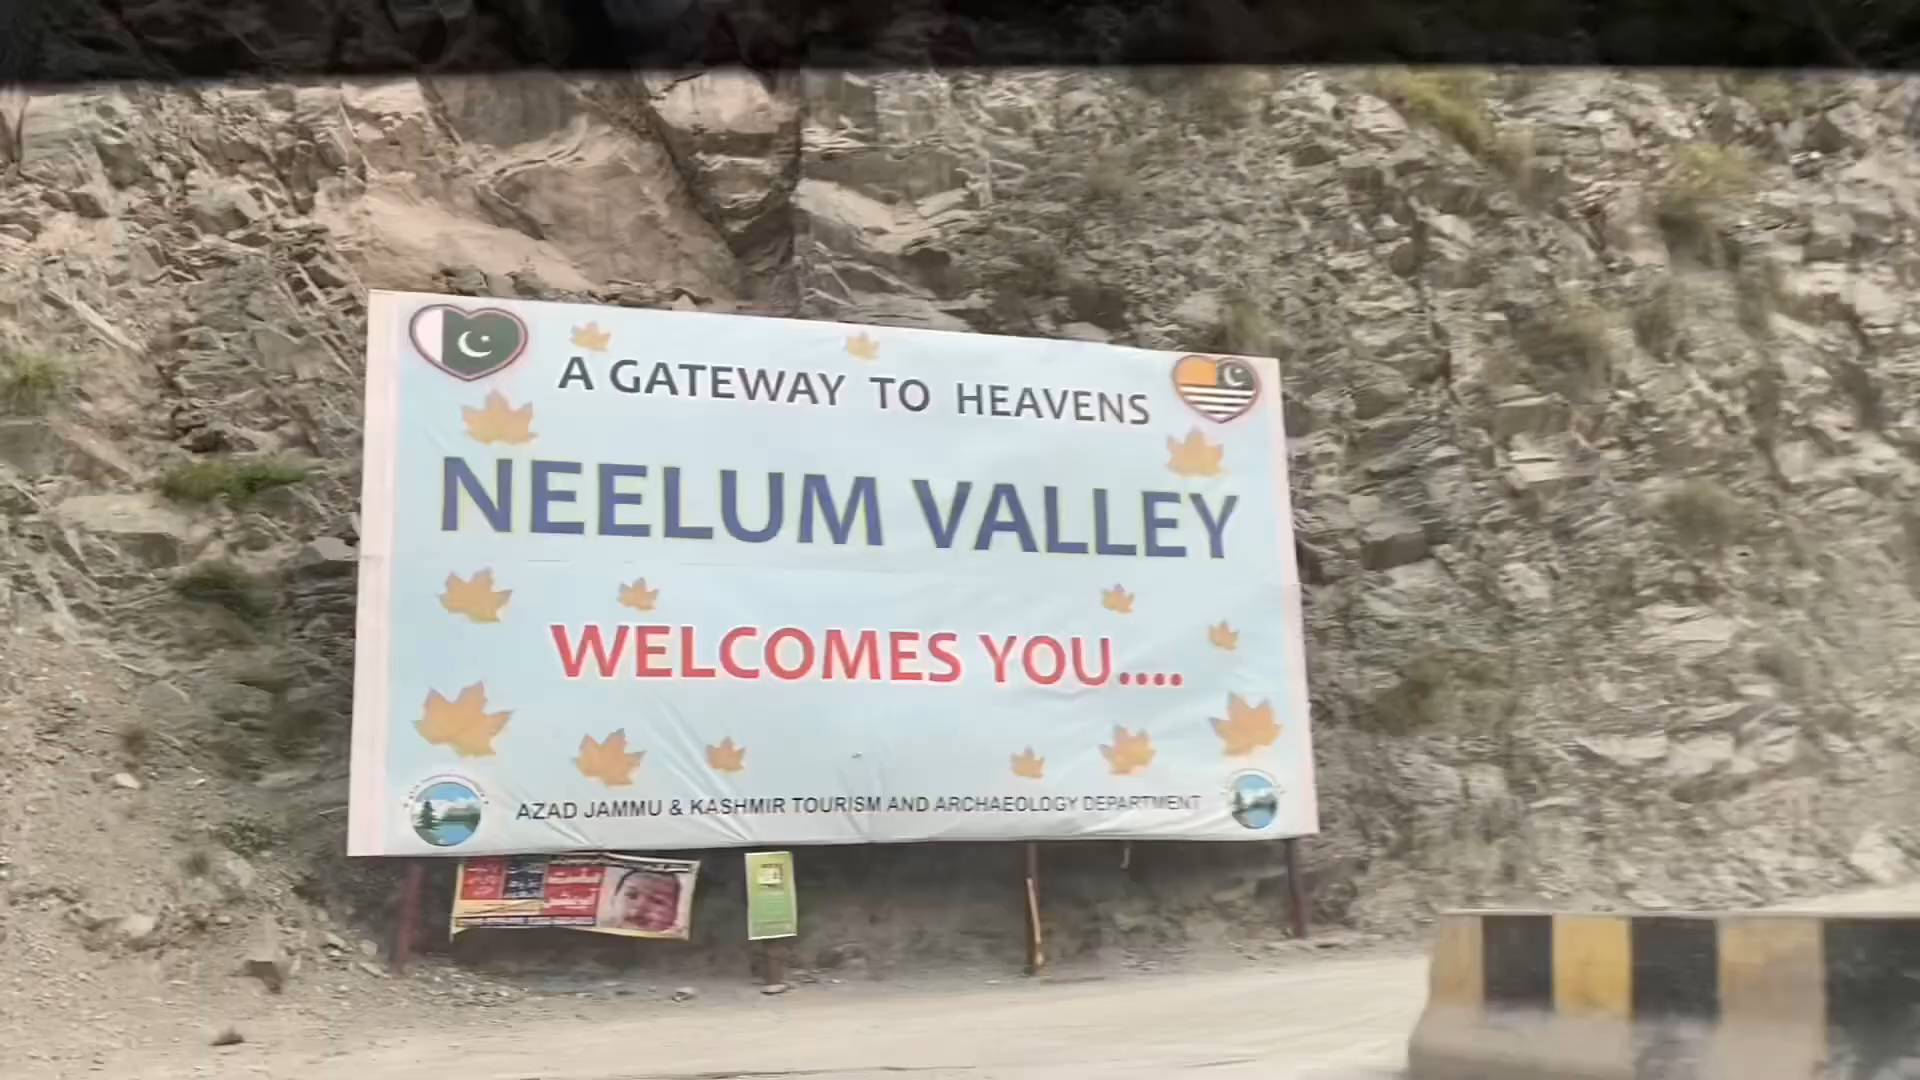 A GATEWAY TO HEAVENS
NEELUM VALLEY
WELCOMES YOU....
AZAD JAMMU & KASHMIR TOURISM AND ARCHAEOLOGY DEPARTMENT